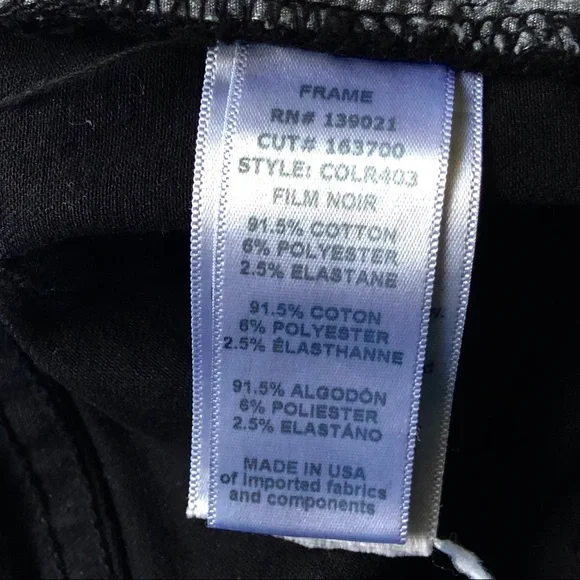 FRAME
RN# 139021
CUT# 163700
STYLE: COLR403
FILM NOIR
91.5% COTTON
6% POLYESTER
2.5% ELASTANE
91.5% COTON
6% POLYESTER
2.5% ÉLASTHANNE
91.5% ALGODÓN
6% POLIESTER
2.5% ELASTÁNO
MADE IN USA
of imported fabrics
and components